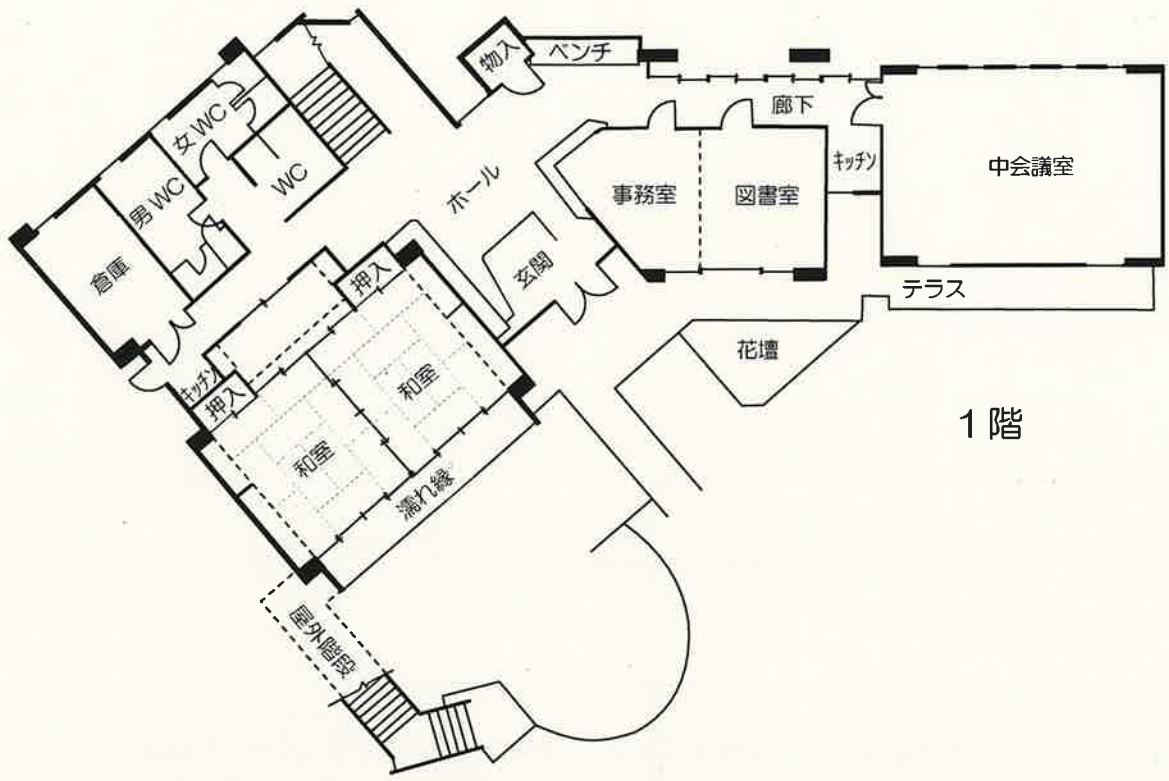 物入
ベンチ
廊下
女WC
WC
男WC
倉庫
ホール
事務室
図書室
キッチン
中会議室
玄関
押入
テラス
花壇
キッチン
押入
和室
和室
濡れ縁
1階
屋外階段